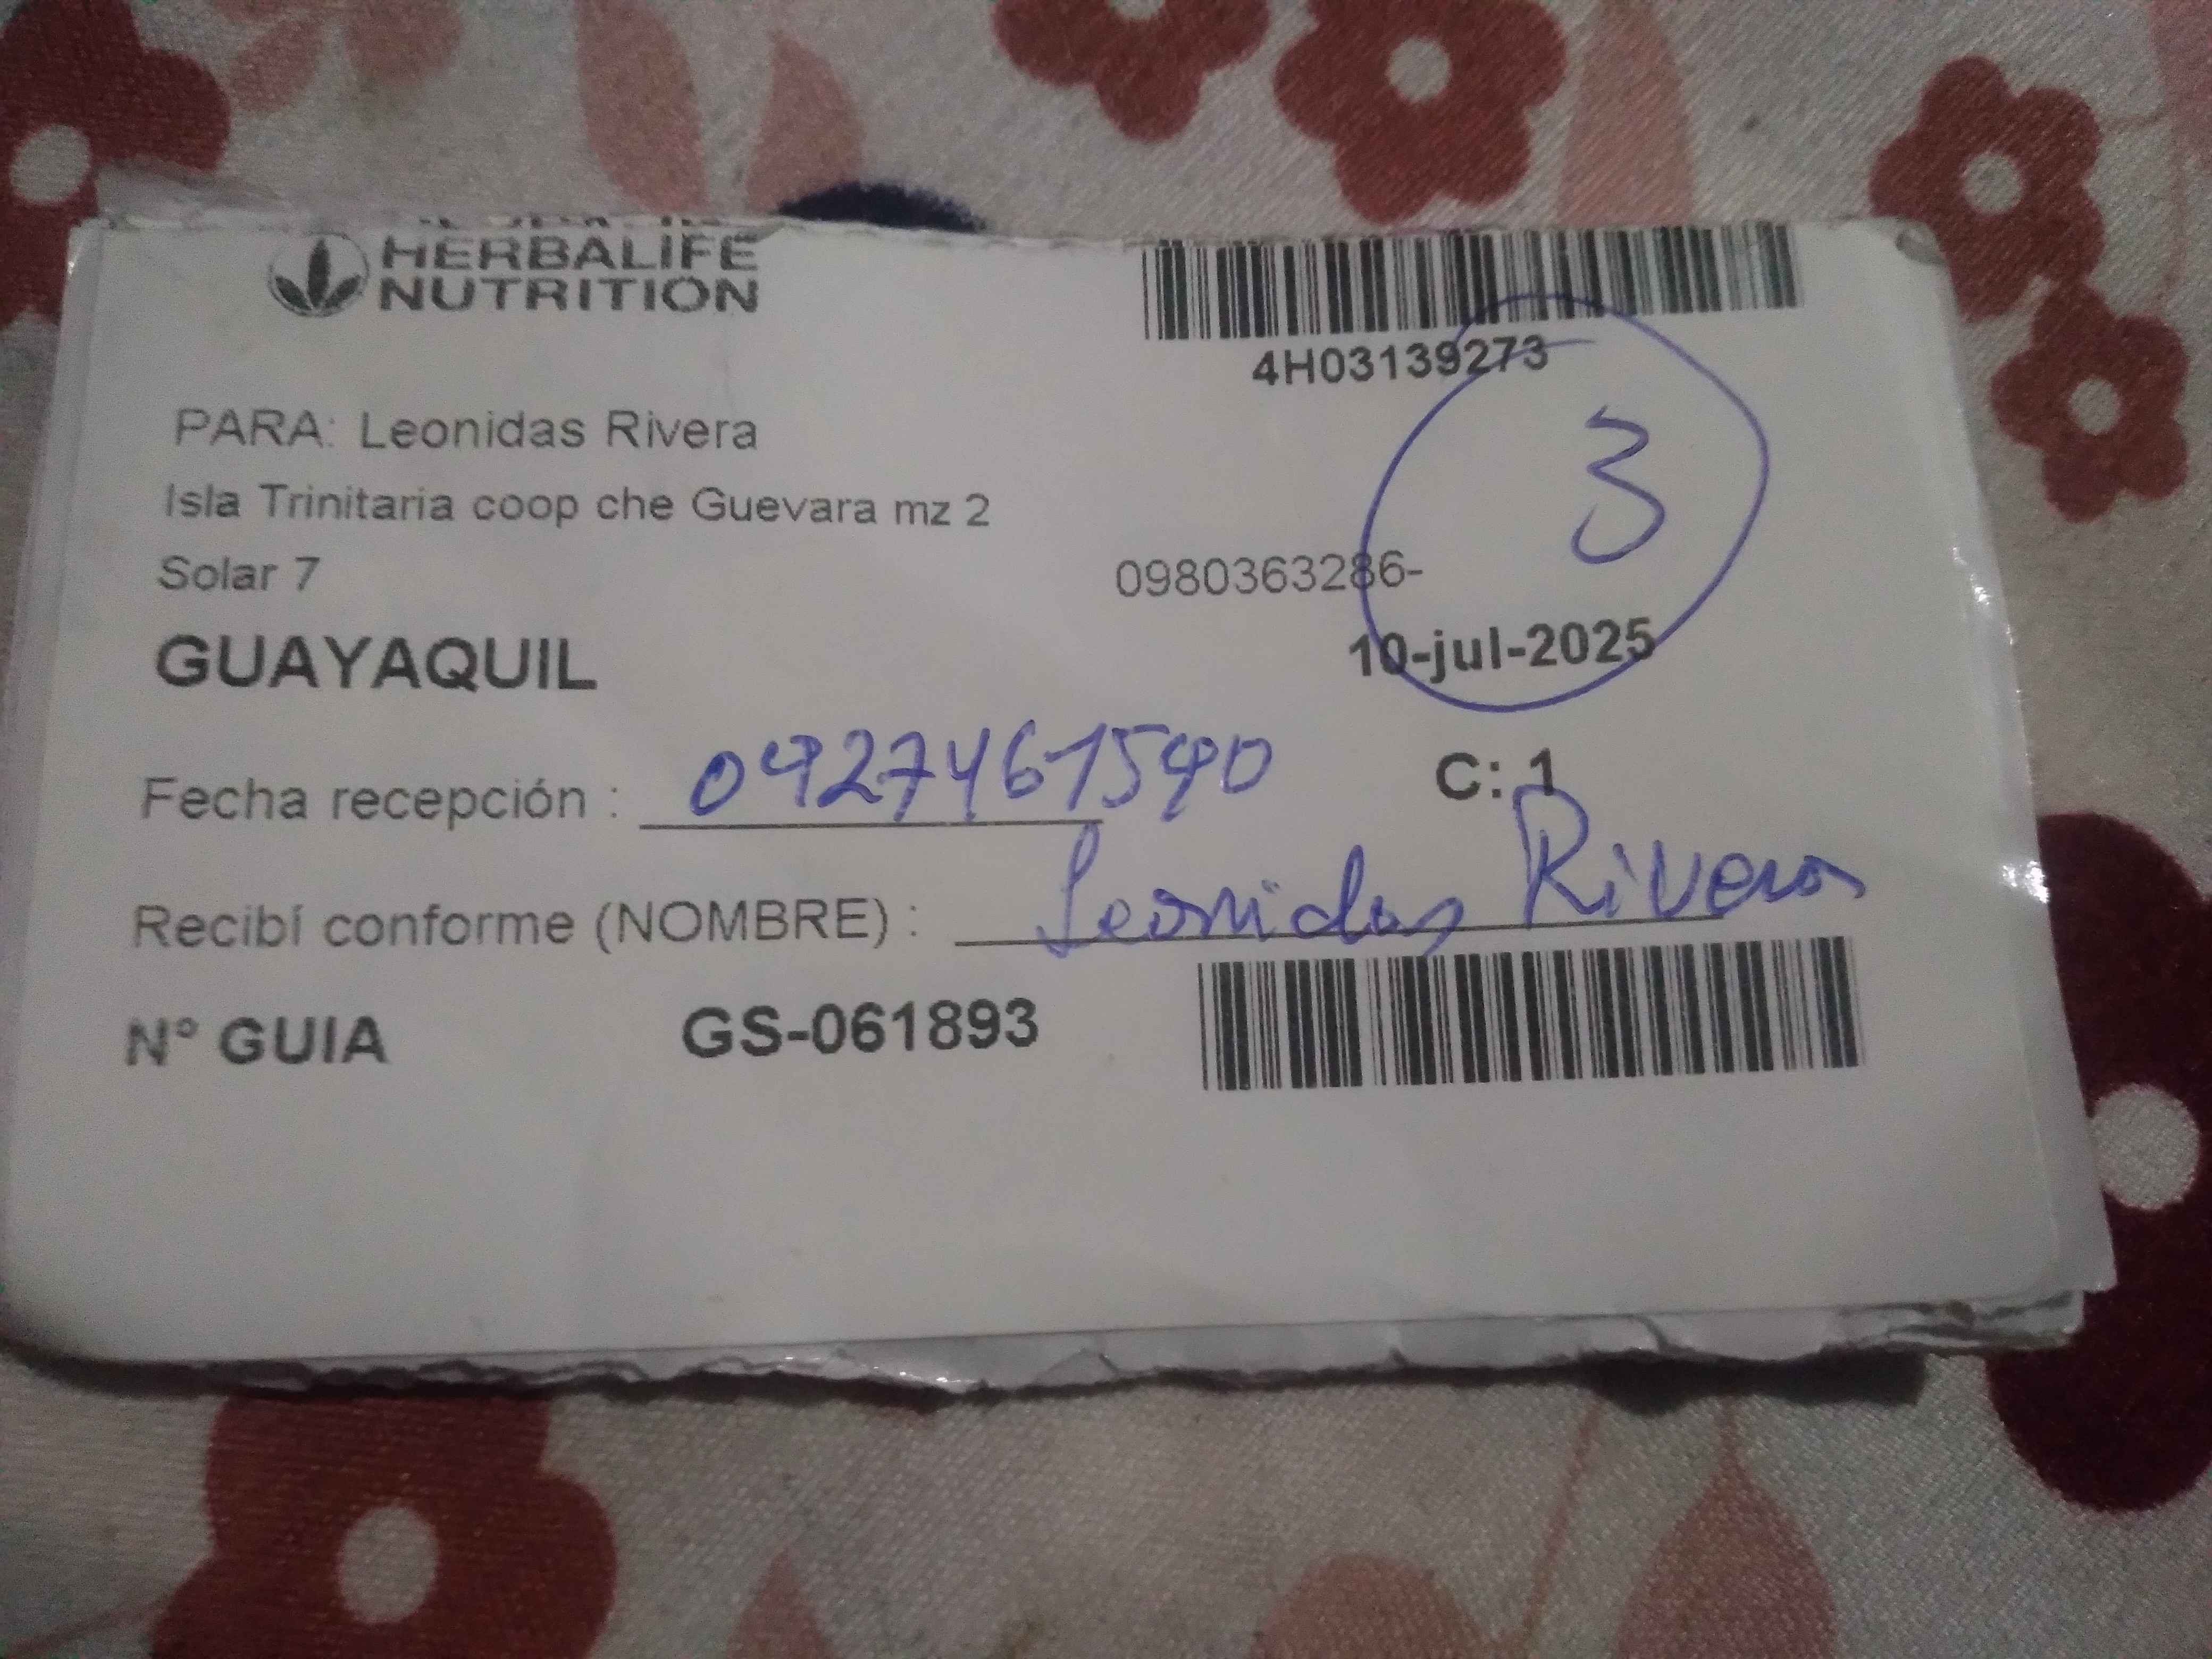 HERBALIFE
NUTRITION
4H03139273
3
PARA: Leonidas Rivera
Isla Trinitaria coop che Guevara mz 2
Solar 7
0980363286-
GUAYAQUIL
10-jul-2025
Fecha recepción : 0927461590
C: 1
Recibí conforme (NOMBRE) : Leonidas Rivera
N° GUIA GS-061893